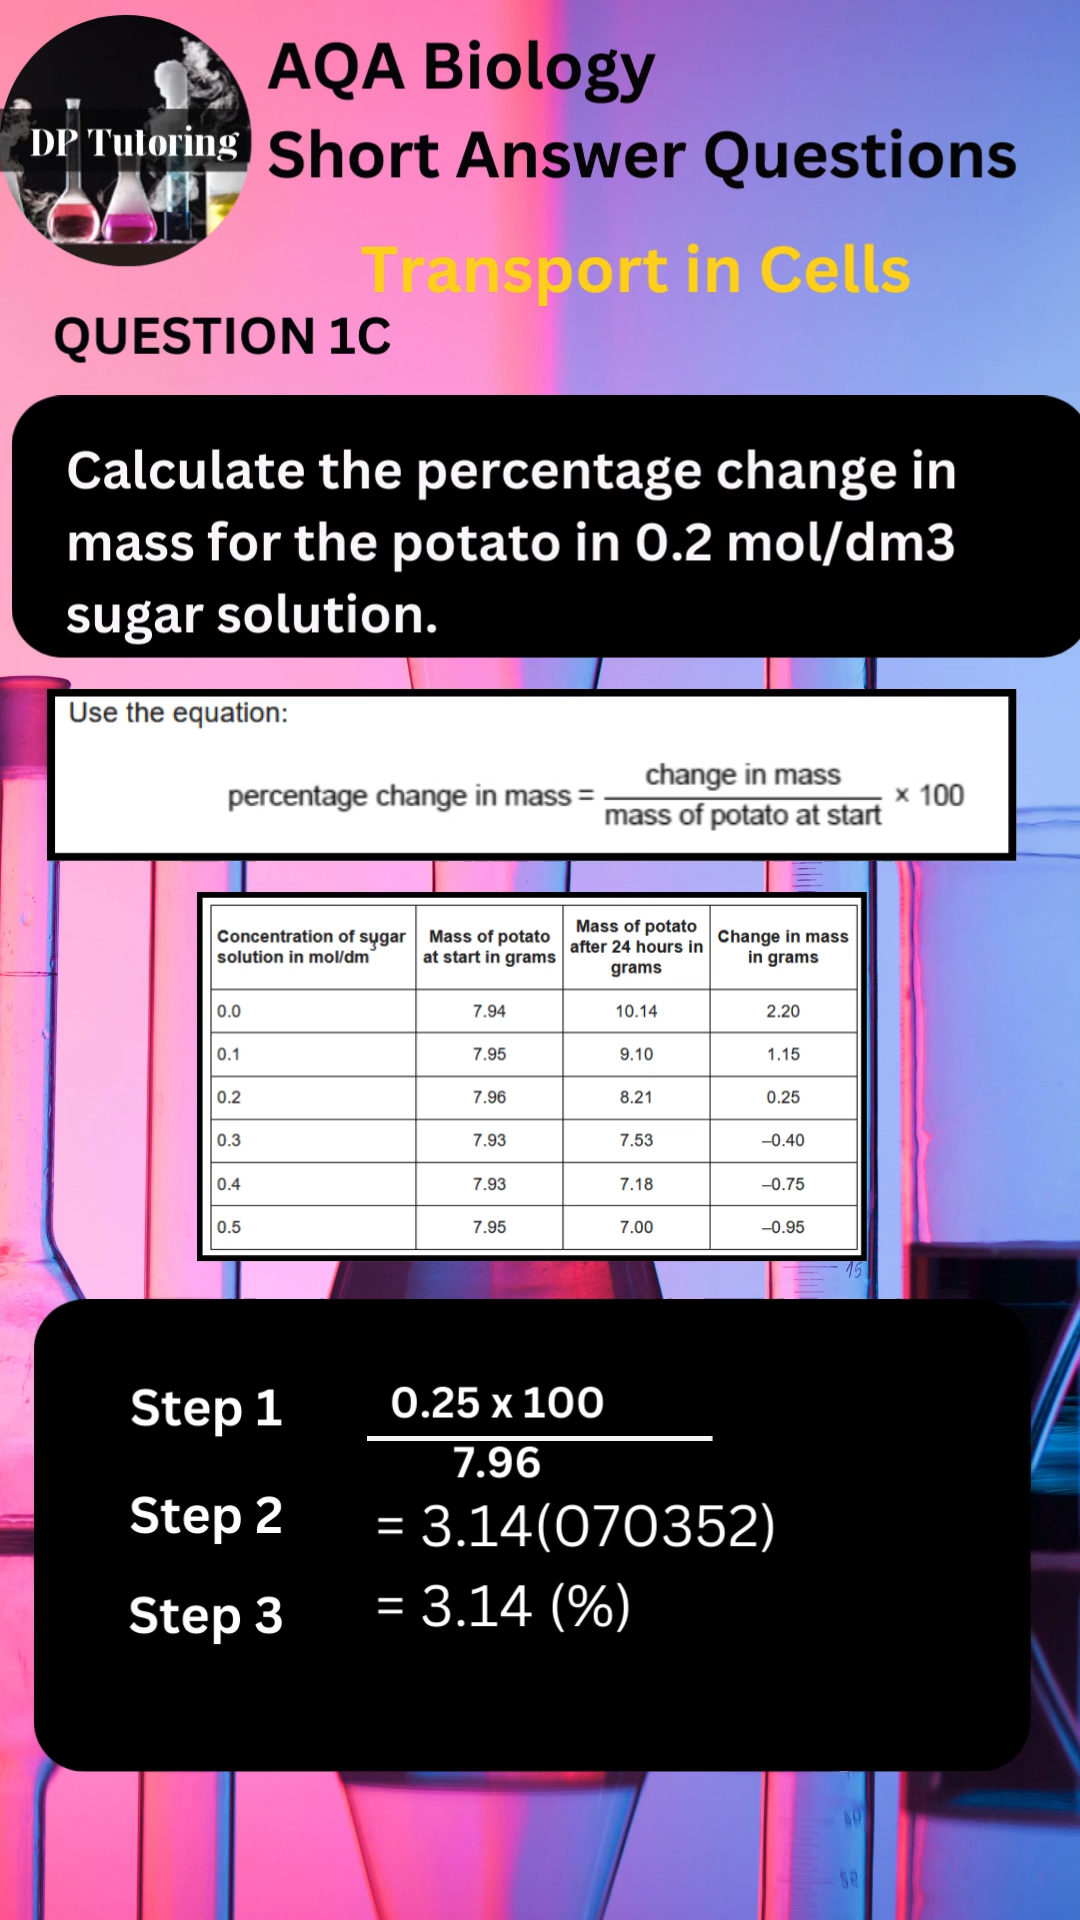 DP Tutoring
AQA Biology
Short Answer Questions
Transport in Cells
QUESTION 1C
Calculate the percentage change in
mass for the potato in 0.2 mol/dm3
sugar solution.
Use the equation:
percentage change in mass = change in mass / mass of potato at start × 100
Concentration of sugar solution in mol/dm³ Mass of potato at start in grams Mass of potato after 24 hours in grams Change in mass in grams
0.0 7.94 10.14 2.20
0.1 7.95 9.10 1.15
0.2 7.96 8.21 0.25
0.3 7.93 7.53 –0.40
0.4 7.93 7.18 –0.75
0.5 7.95 7.00 –0.95
15
Step 1 0.25 x 100
7.96
Step 2 = 3.14(070352)
Step 3 = 3.14 (%)